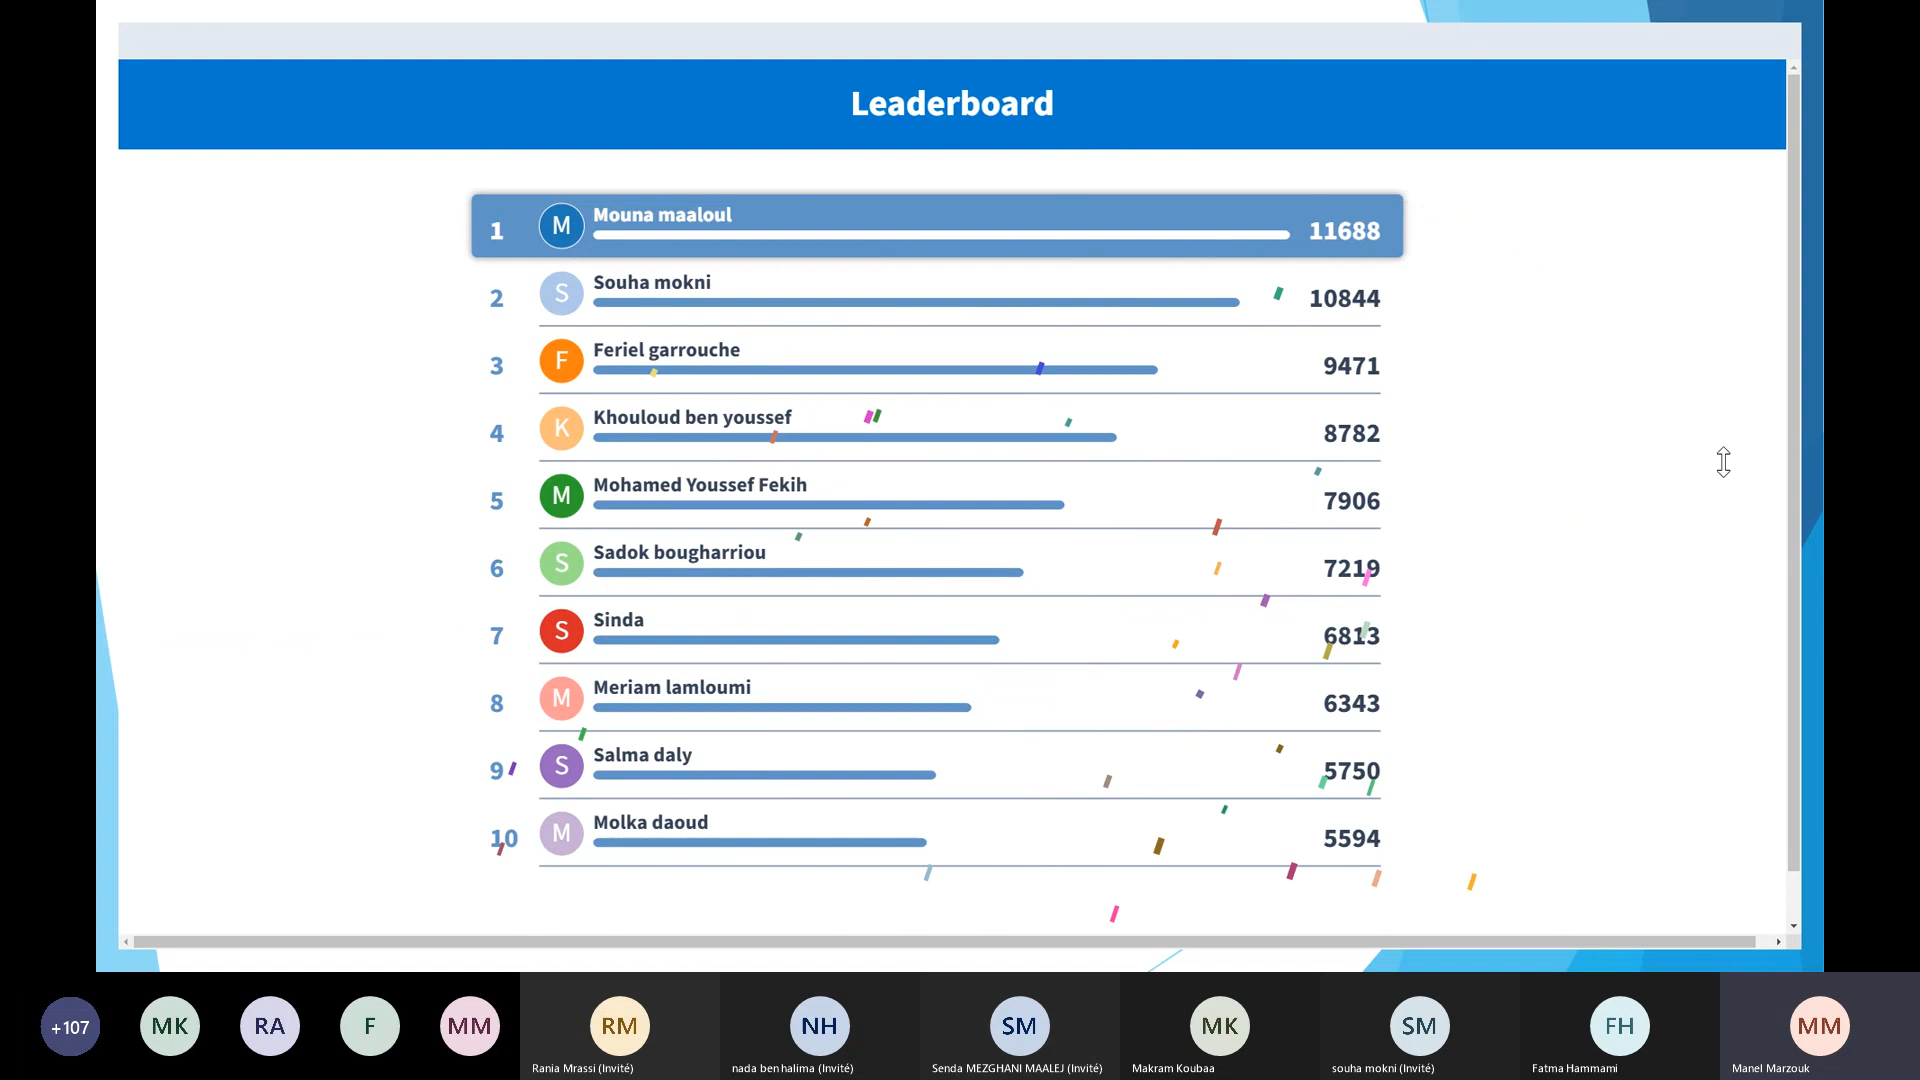 Leaderboard
1 M Mouna maaloul 11688
2 S Souha mokni 10844
3 F Feriel garrouche 9471
4 K Khouloud ben youssef 8782
5 M Mohamed Youssef Fekih 7906
6 S Sadok bougharriou 7219
7 S Sinda 6813
8 M Meriam lamloumi 6343
9 S Salma daly 5750
10 M Molka daoud 5594
+107 MK RA F MM RM NH SM MK SM FH MM
Rania Mrassi (Invité) nada ben halima (Invité) Senda MEZGHANI MAALEJ (Invité) Makram Koubaa souha mokni (Invité) Fatma Hammami Manel Marzouk